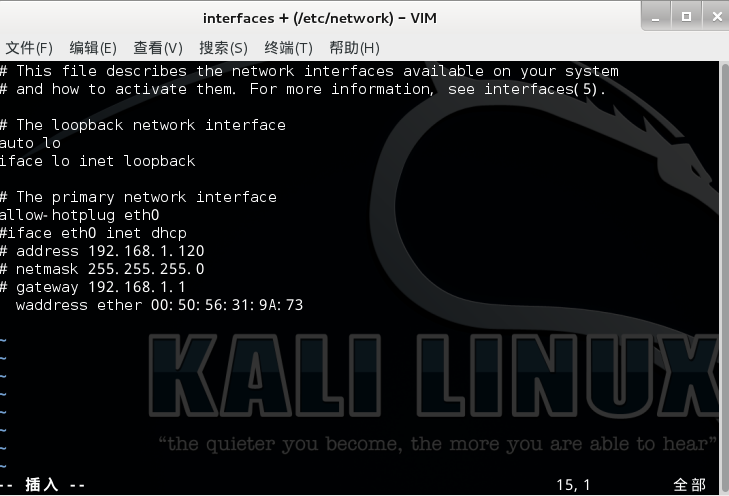 interfaces + (/etc/network) - VIM
文件(F) 编辑(E) 查看(V) 搜索(S) 终端(T) 帮助(H)
# This file describes the network interfaces available on your system
# and how to activate them. For more information, see interfaces(5).
# The loopback network interface
auto lo
iface lo inet loopback
# The primary network interface
allow-hotplug eth0
#iface eth0 inet dhcp
# address 192.168.1.120
# netmask 255.255.255.0
# gateway 192.168.1.1
waddress ether 00:50:56:31:9A:73
~
~
~
~
~
~
~
~
KALI LINUX
“the quieter you become, the more you are able to hear”
-- 插入 -- 15,1 全部